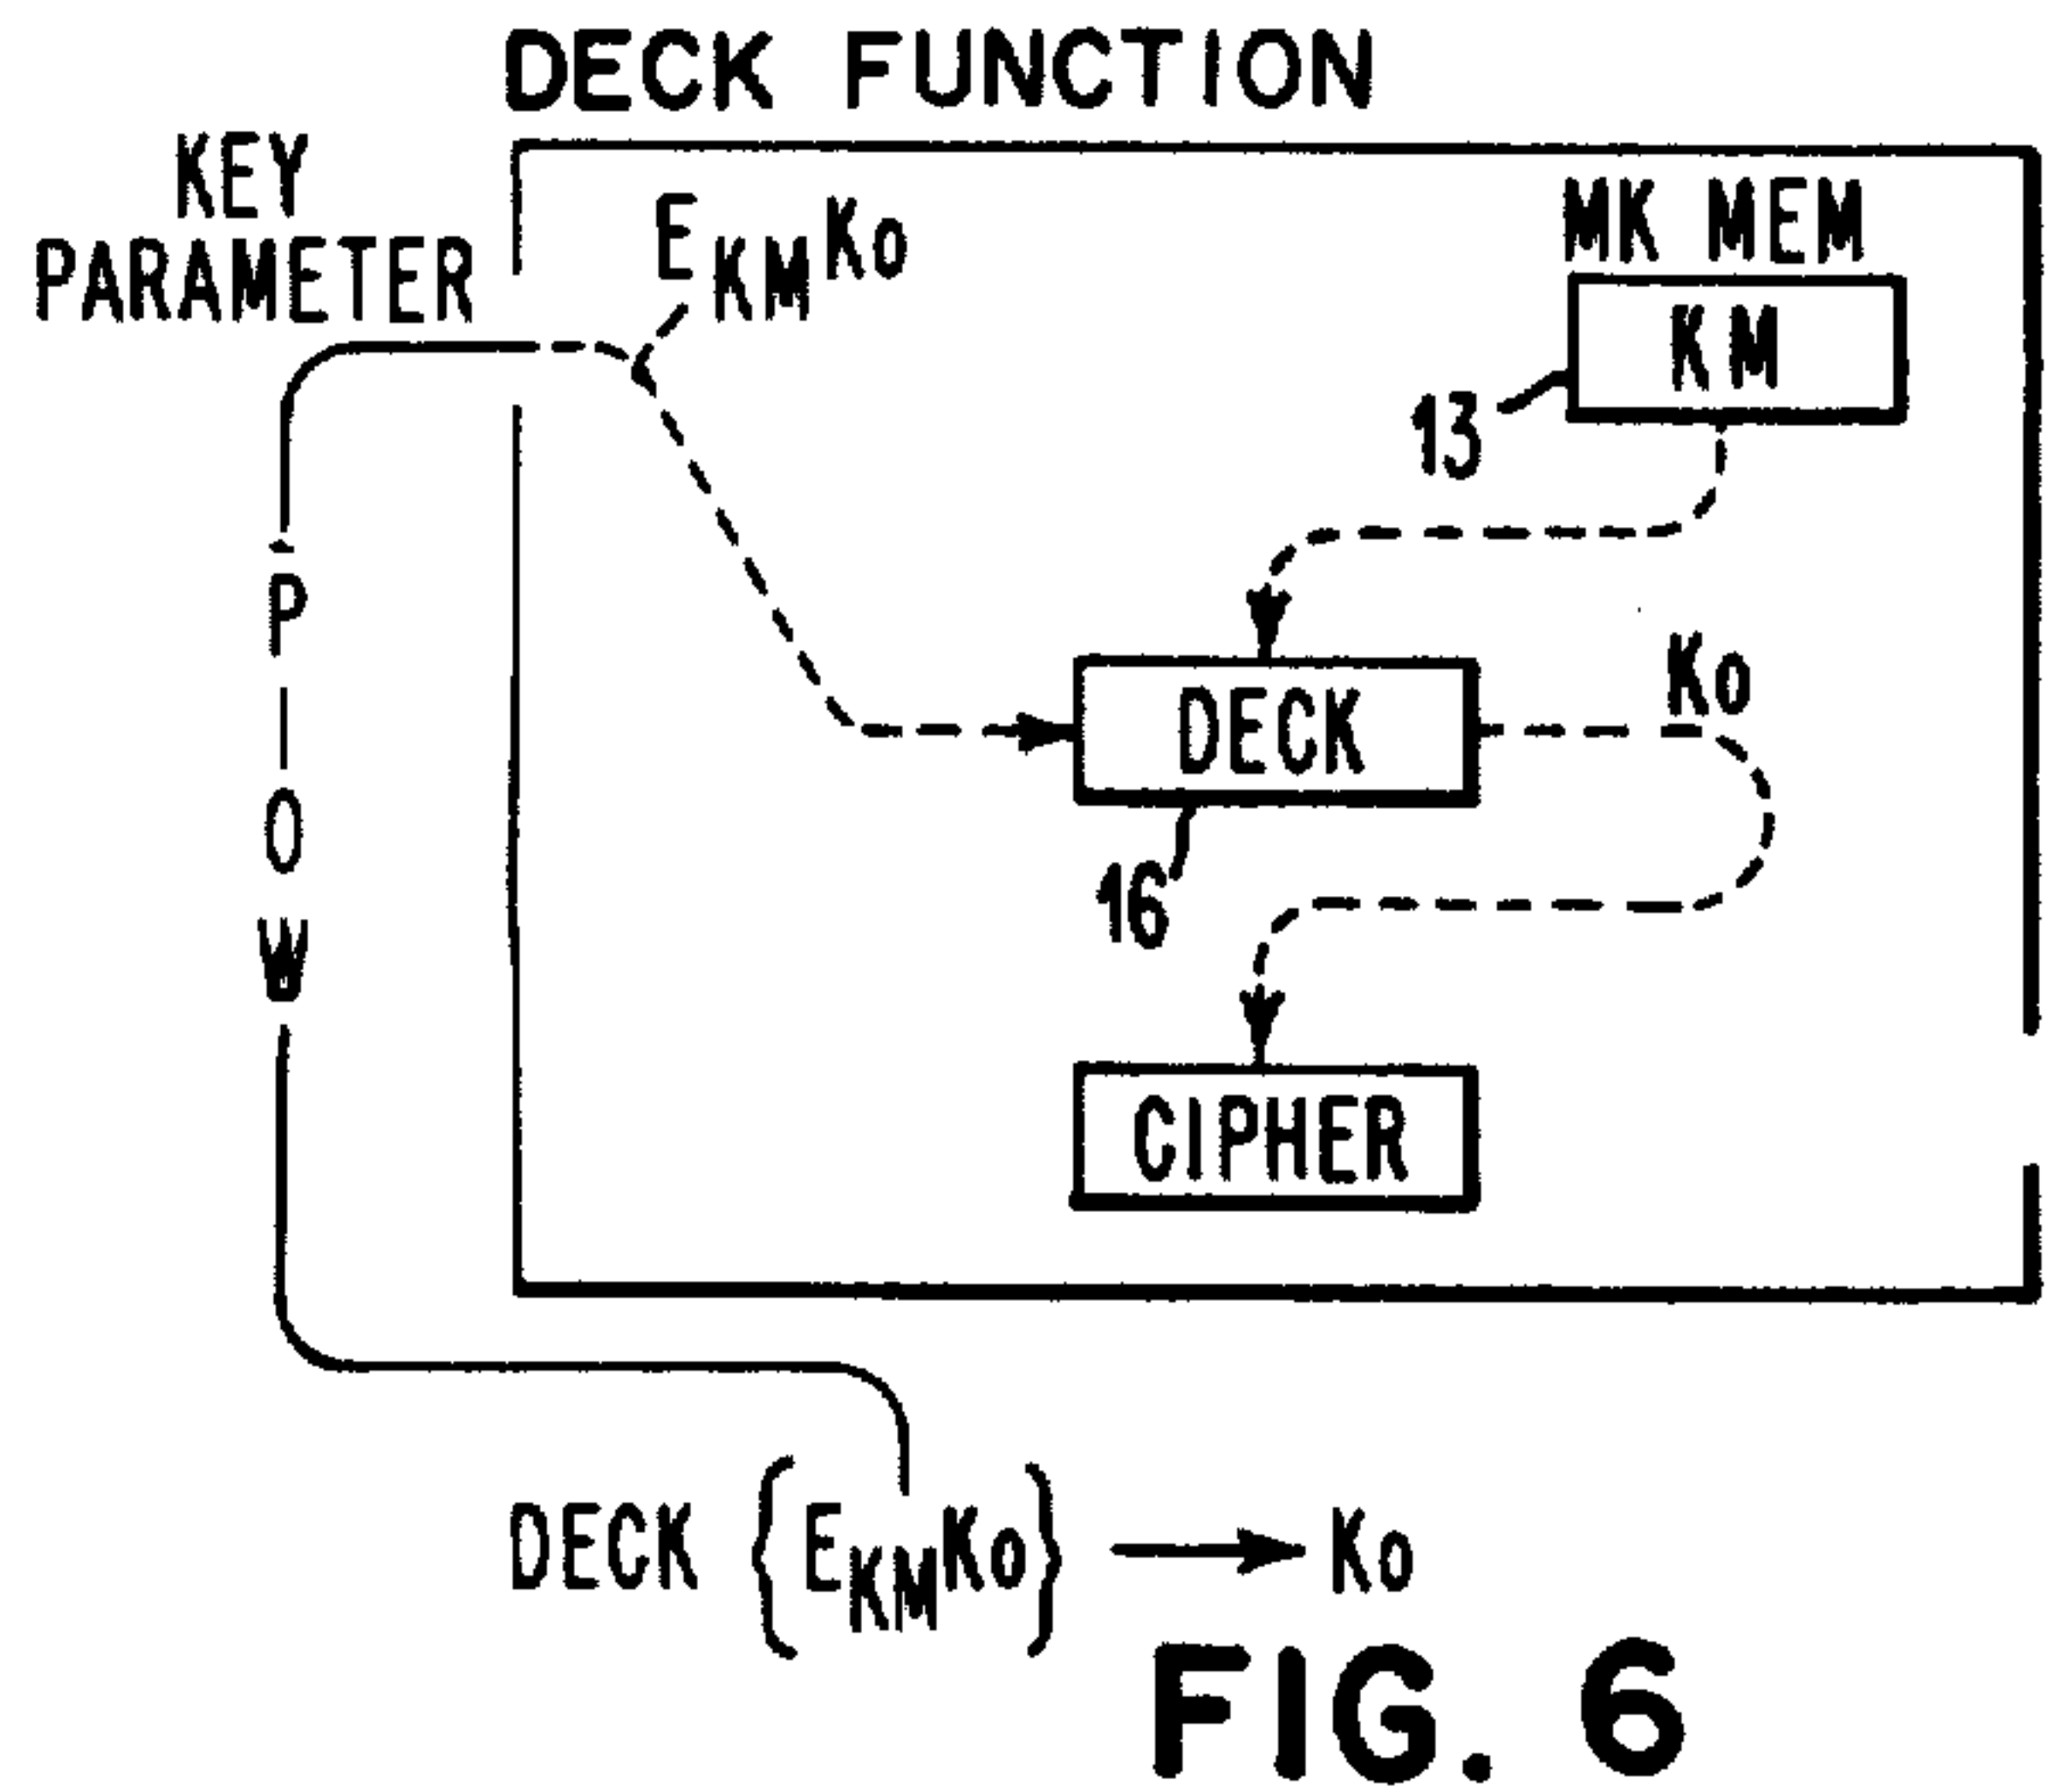 DECK FUNCTION
KEY
PARAMETER
EKMKo
MK MEM
KM
13
P
I
O
W
DECK
Ko
16
CIPHER
DECK {EKMKo} → Ko
FIG. 6